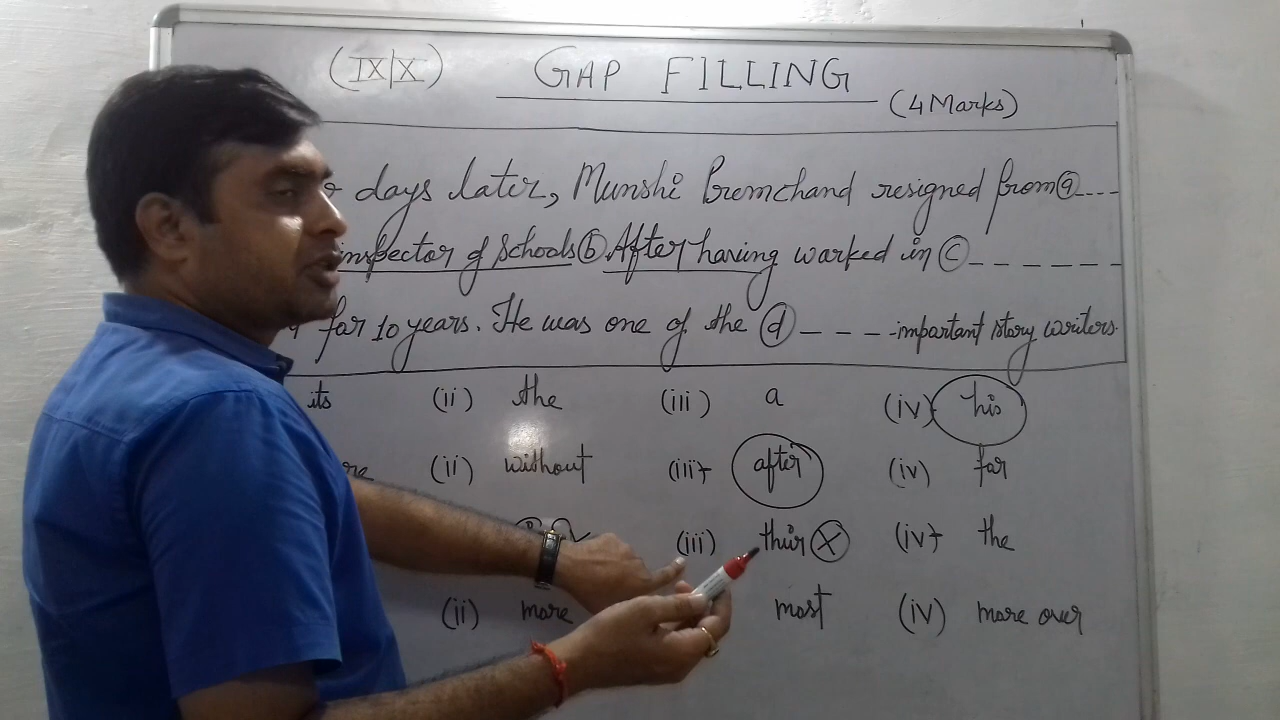 (IX|X) GAP FILLING (4 Marks)
days later, Munshi Premchand resigned from (a) ---
inspector of Schools (b) After having worked in (c) ------
for 10 years. He was one of the (d) ---- important story writers.
its (ii) the (iii) a (iv) his
(ii) without (iii) after (iv) for
(iii) thier X (iv) the
(ii) more most (iv) more over